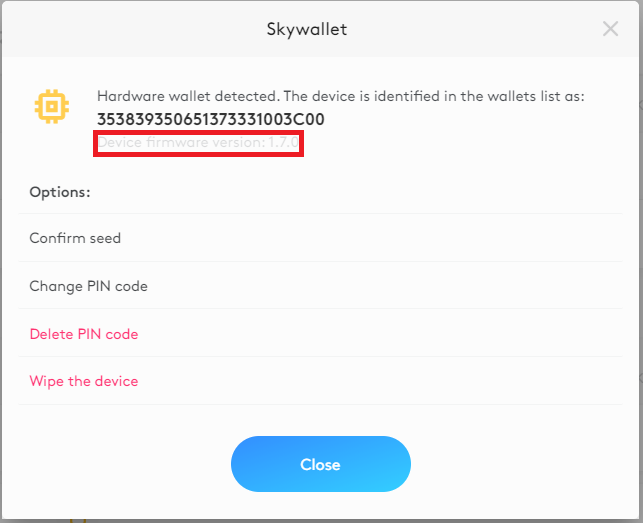 Skywallet
Hardware wallet detected. The device is identified in the wallets list as:
353839350651373331003C00
Device firmware version: 1.7.0
Options:
Confirm seed
Change PIN code
Delete PIN code
Wipe the device
Close